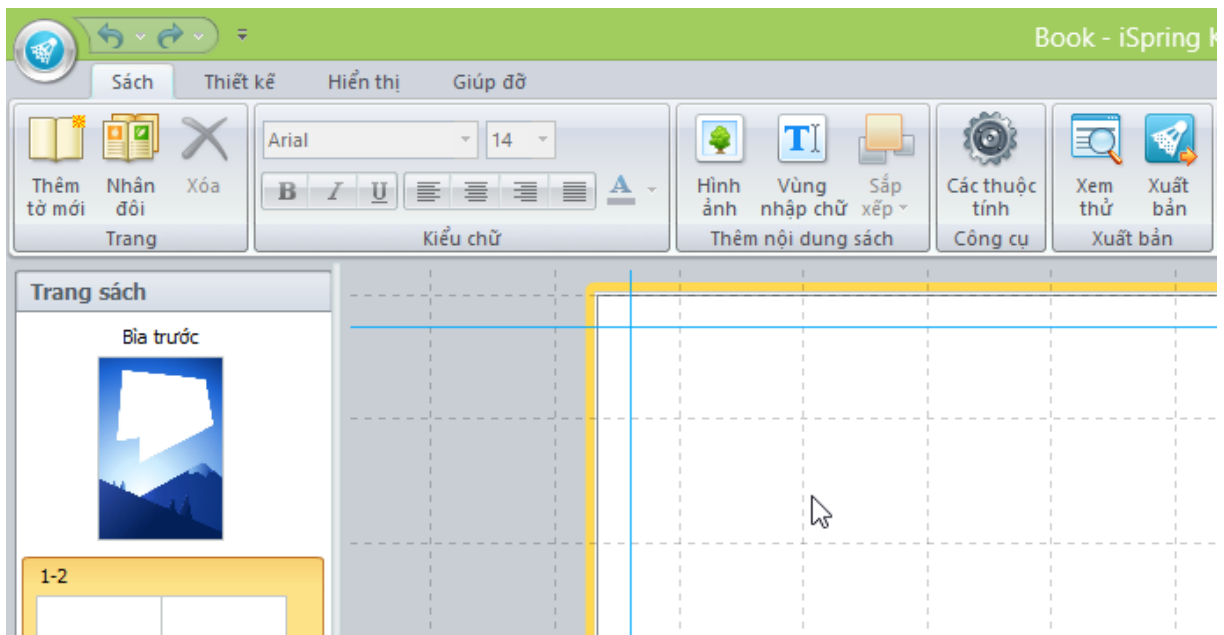 Book - iSpring K
Sách Thiết kế Hiển thị Giúp đỡ
Arial 14
B I U A
T
Thêm tờ mới
Nhân đôi
Xóa
Hình ảnh
Vùng nhập chữ
Sắp xếp
Các thuộc tính
Xem thử
Xuất bản
Trang Kiểu chữ Thêm nội dung sách Công cụ Xuất bản
Trang sách
Bìa trước
1-2